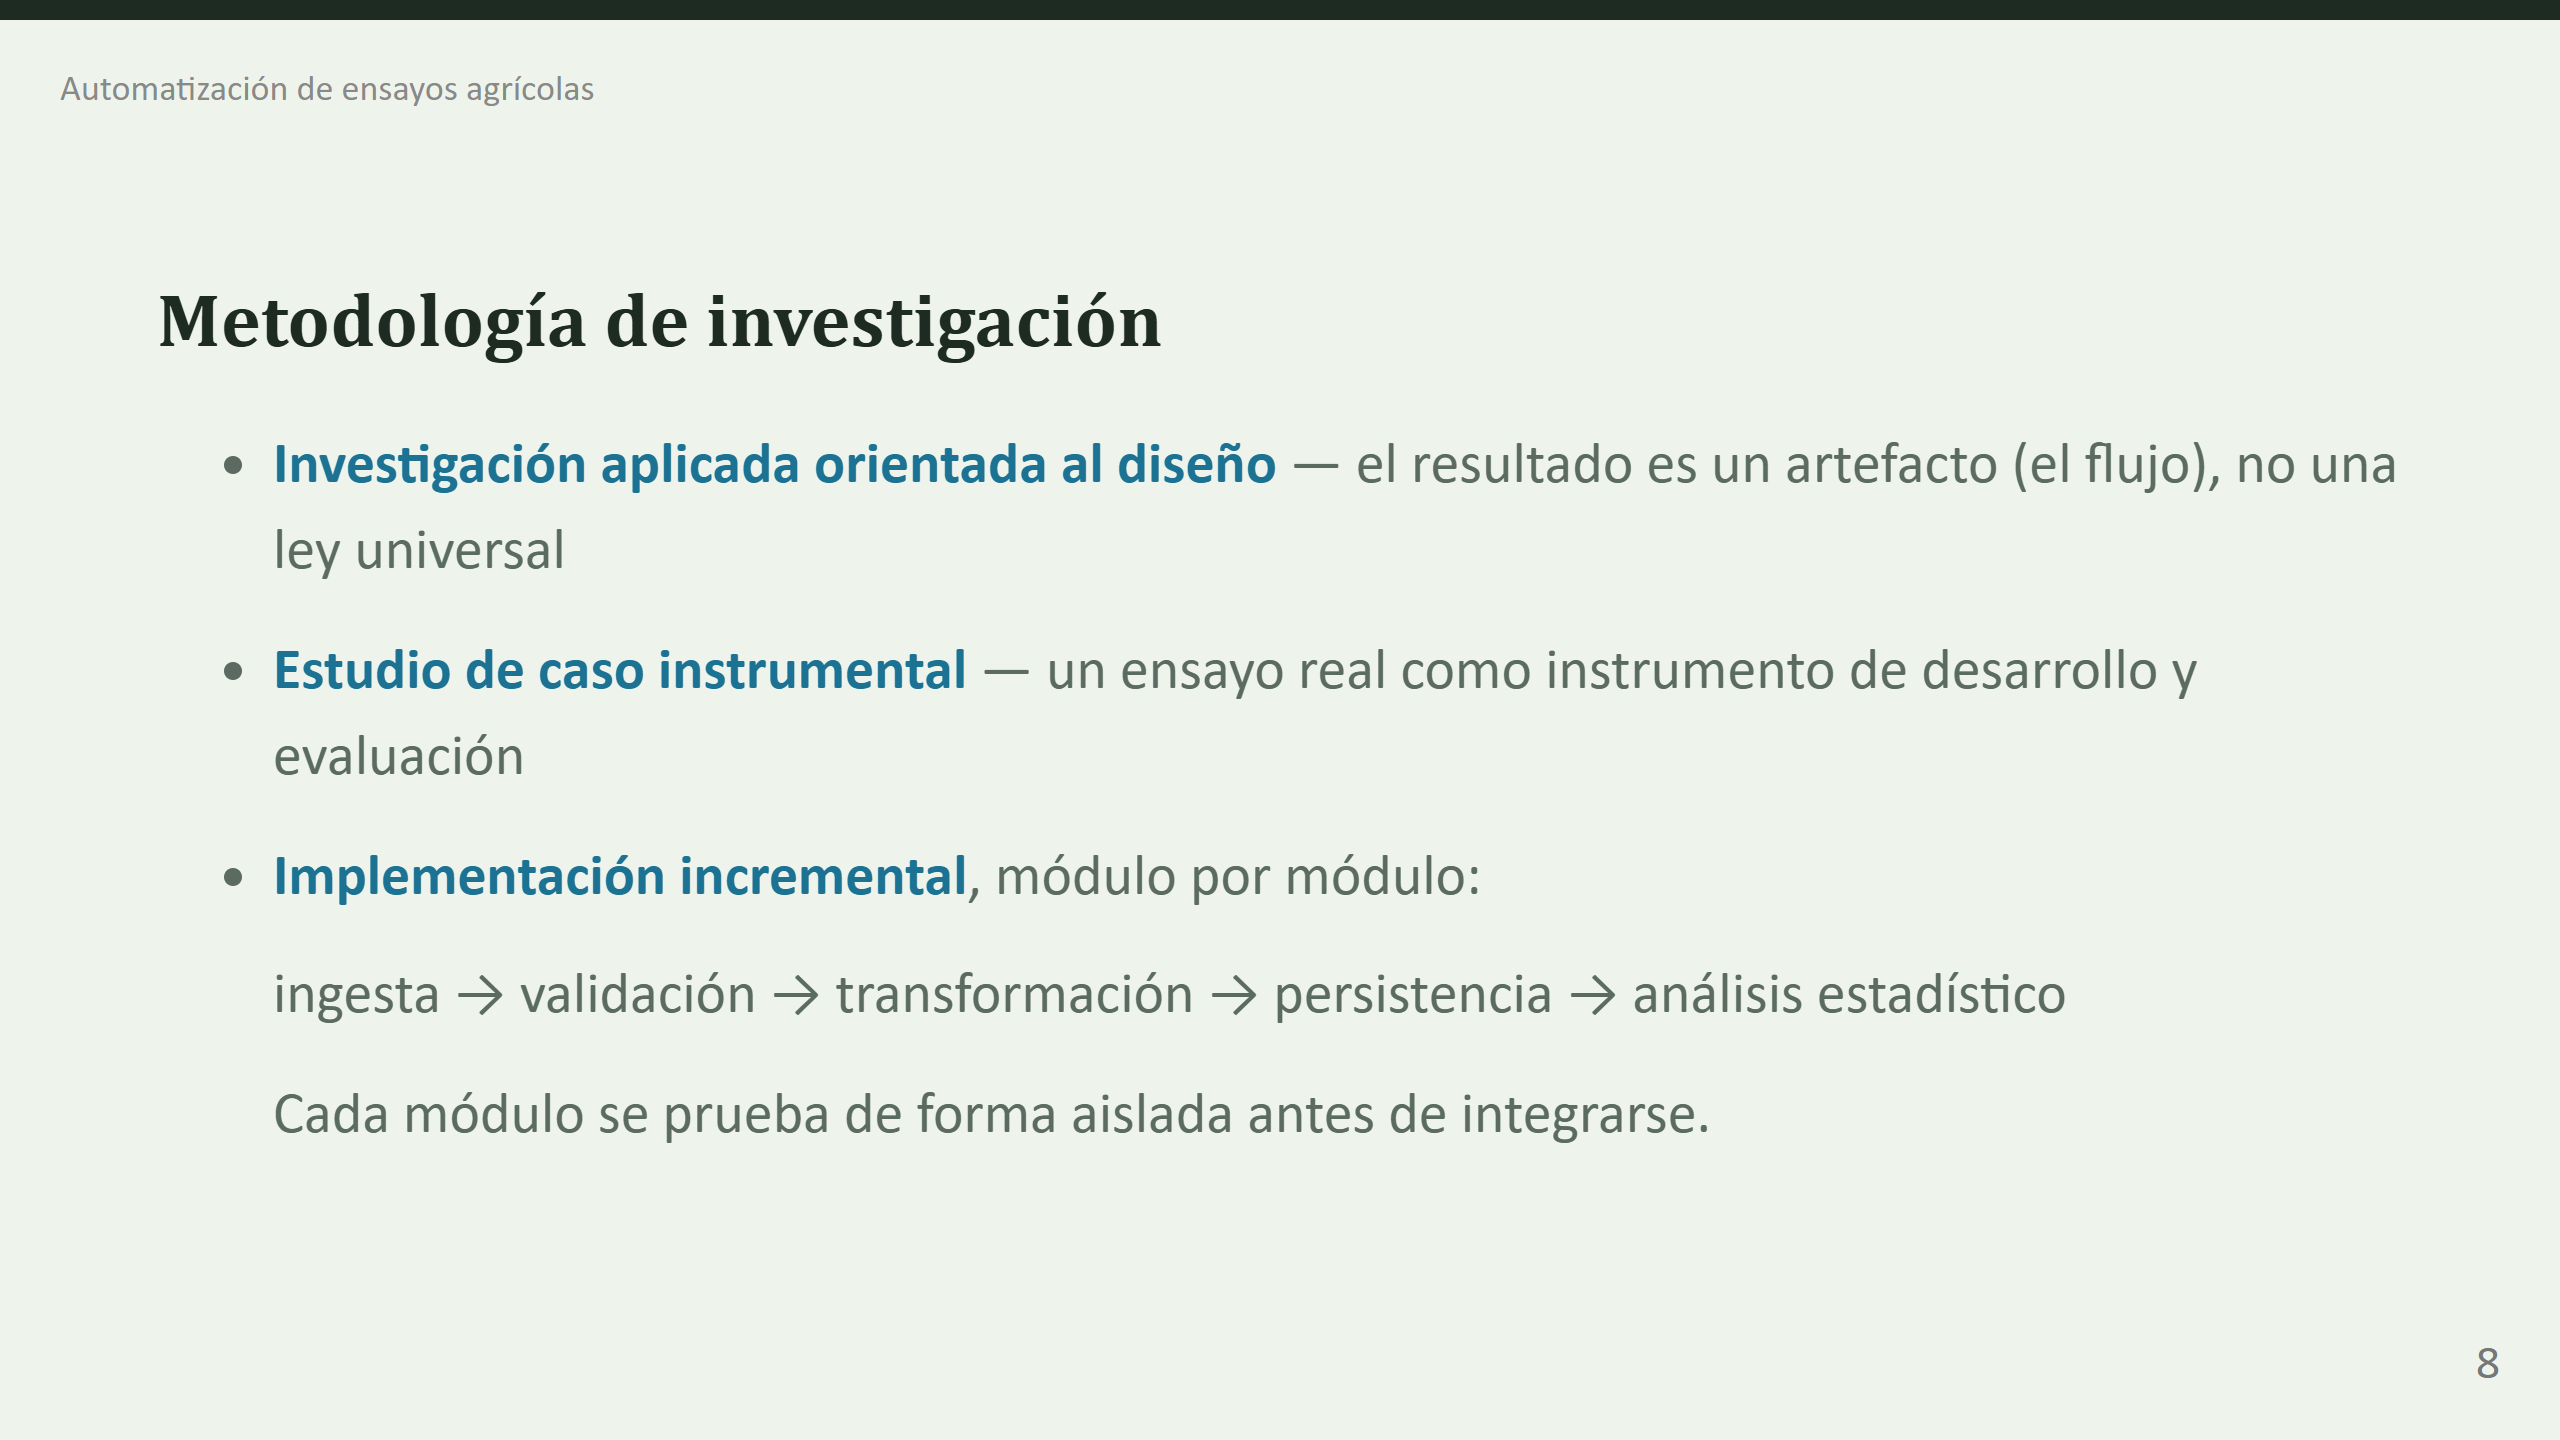 Automatización de ensayos agrícolas
Metodología de investigación
• Investigación aplicada orientada al diseño — el resultado es un artefacto (el flujo), no una
ley universal
• Estudio de caso instrumental — un ensayo real como instrumento de desarrollo y
evaluación
• Implementación incremental, módulo por módulo:
ingesta → validación → transformación → persistencia → análisis estadístico
Cada módulo se prueba de forma aislada antes de integrarse.
8